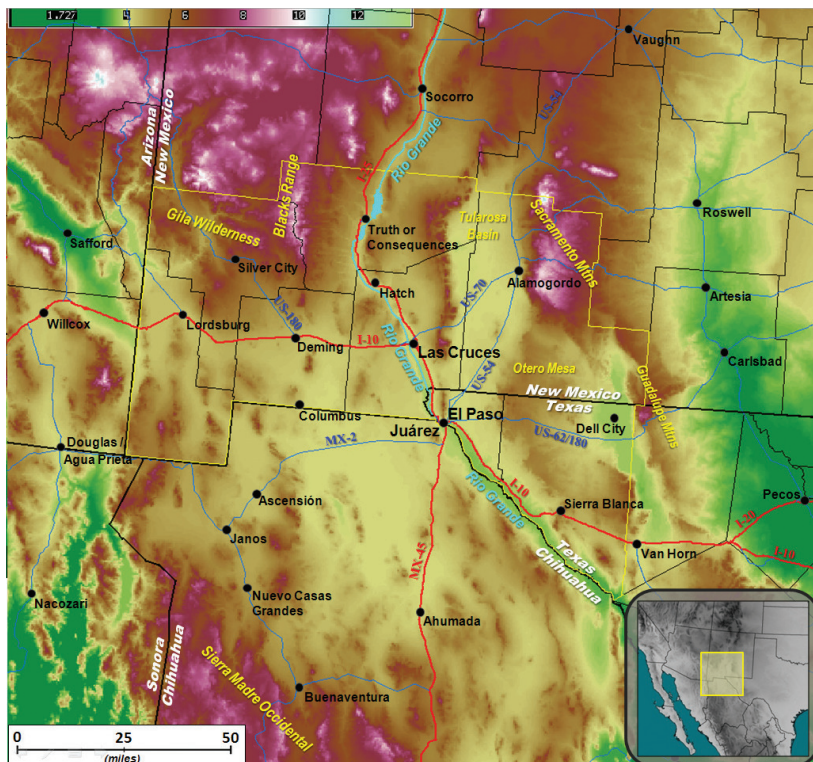 1.727 4 6 8 10 12
Vaughn
US-54
Socorro
Arizona
New Mexico
Rio Grande
I-25
Blacks Range
Gila Wilderness
Truth or
Consequences
Tularosa
Basin
Sacramento Mtns
Roswell
Safford
Silver City
Hatch
US-70
Alamogordo
Artesia
Willcox
Lordsburg
US-180
Deming
I-10
Las Cruces
Rio Grande
US-54
Otero Mesa
Carlsbad
Guadalupe Mtns
New Mexico
Texas
Columbus
El Paso
Juárez
Dell City
US-62/180
Douglas /
Agua Prieta
MX-2
Ascensión
Janos
Rio Grande
I-10
Sierra Blanca
Pecos
I-20
I-10
Van Horn
Texas
Chihuahua
MX-45
Nacozari
Nuevo Casas
Grandes
Ahumada
Sonora
Chihuahua
Sierra Madre Occidental
Buenaventura
0 25 50
(miles)